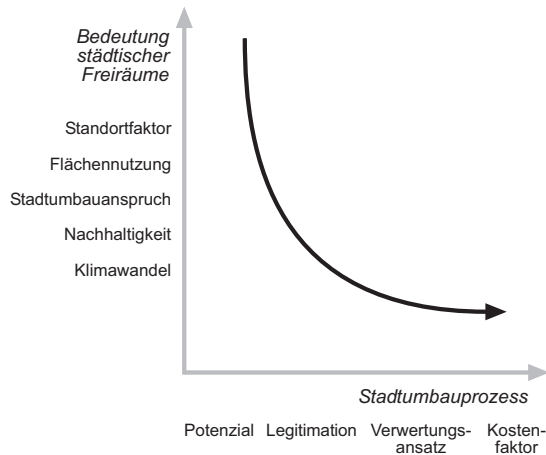 Bedeutung
städtischer
Freiräume
Standortfaktor
Flächennutzung
Stadtumbauanspruch
Nachhaltigkeit
Klimawandel
Stadtumbauprozess
Potenzial Legitimation Verwertungs- Kosten-
ansatz faktor